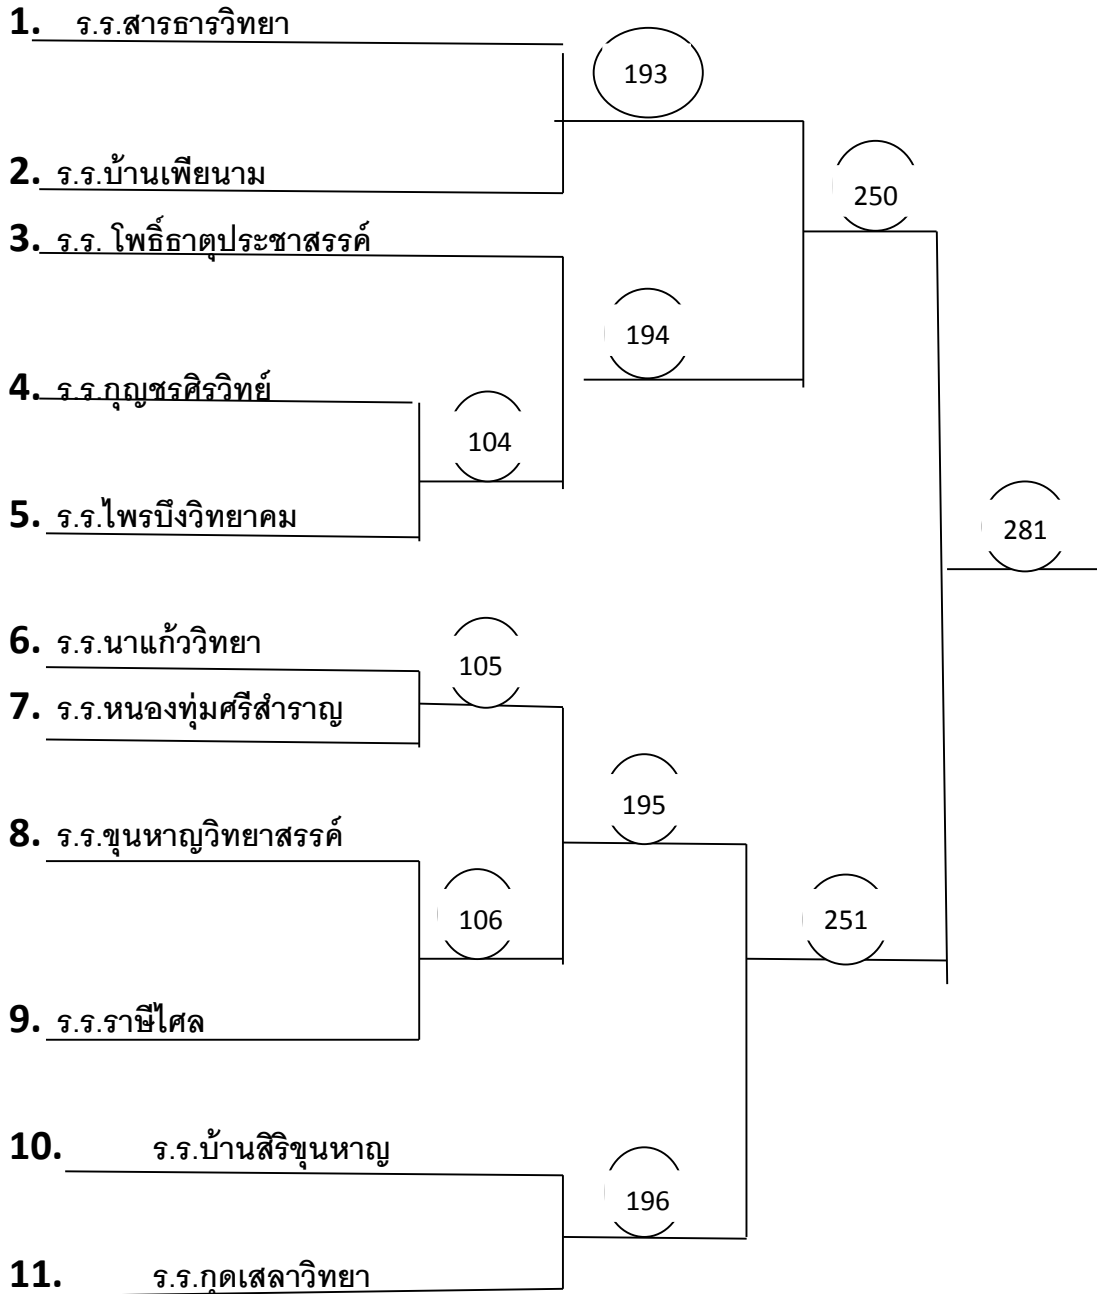 1. ร.ร.สารธารวิทยา
193
2. ร.ร.บ้านเพียนาม
250
3. ร.ร. โพธิ์ธาตุประชาสรรค์
194
4. ร.ร.กุญชรศิรวิทย์
104
5. ร.ร.ไพรบึงวิทยาคม
281
6. ร.ร.นาแก้ววิทยา
105
7. ร.ร.หนองทุ่มศรีสำราญ
195
8. ร.ร.ขุนหาญวิทยาสรรค์
106
251
9. ร.ร.ราษีไศล
10. ร.ร.บ้านสิริขุนหาญ
196
11. ร.ร.กุดเสลาวิทยา